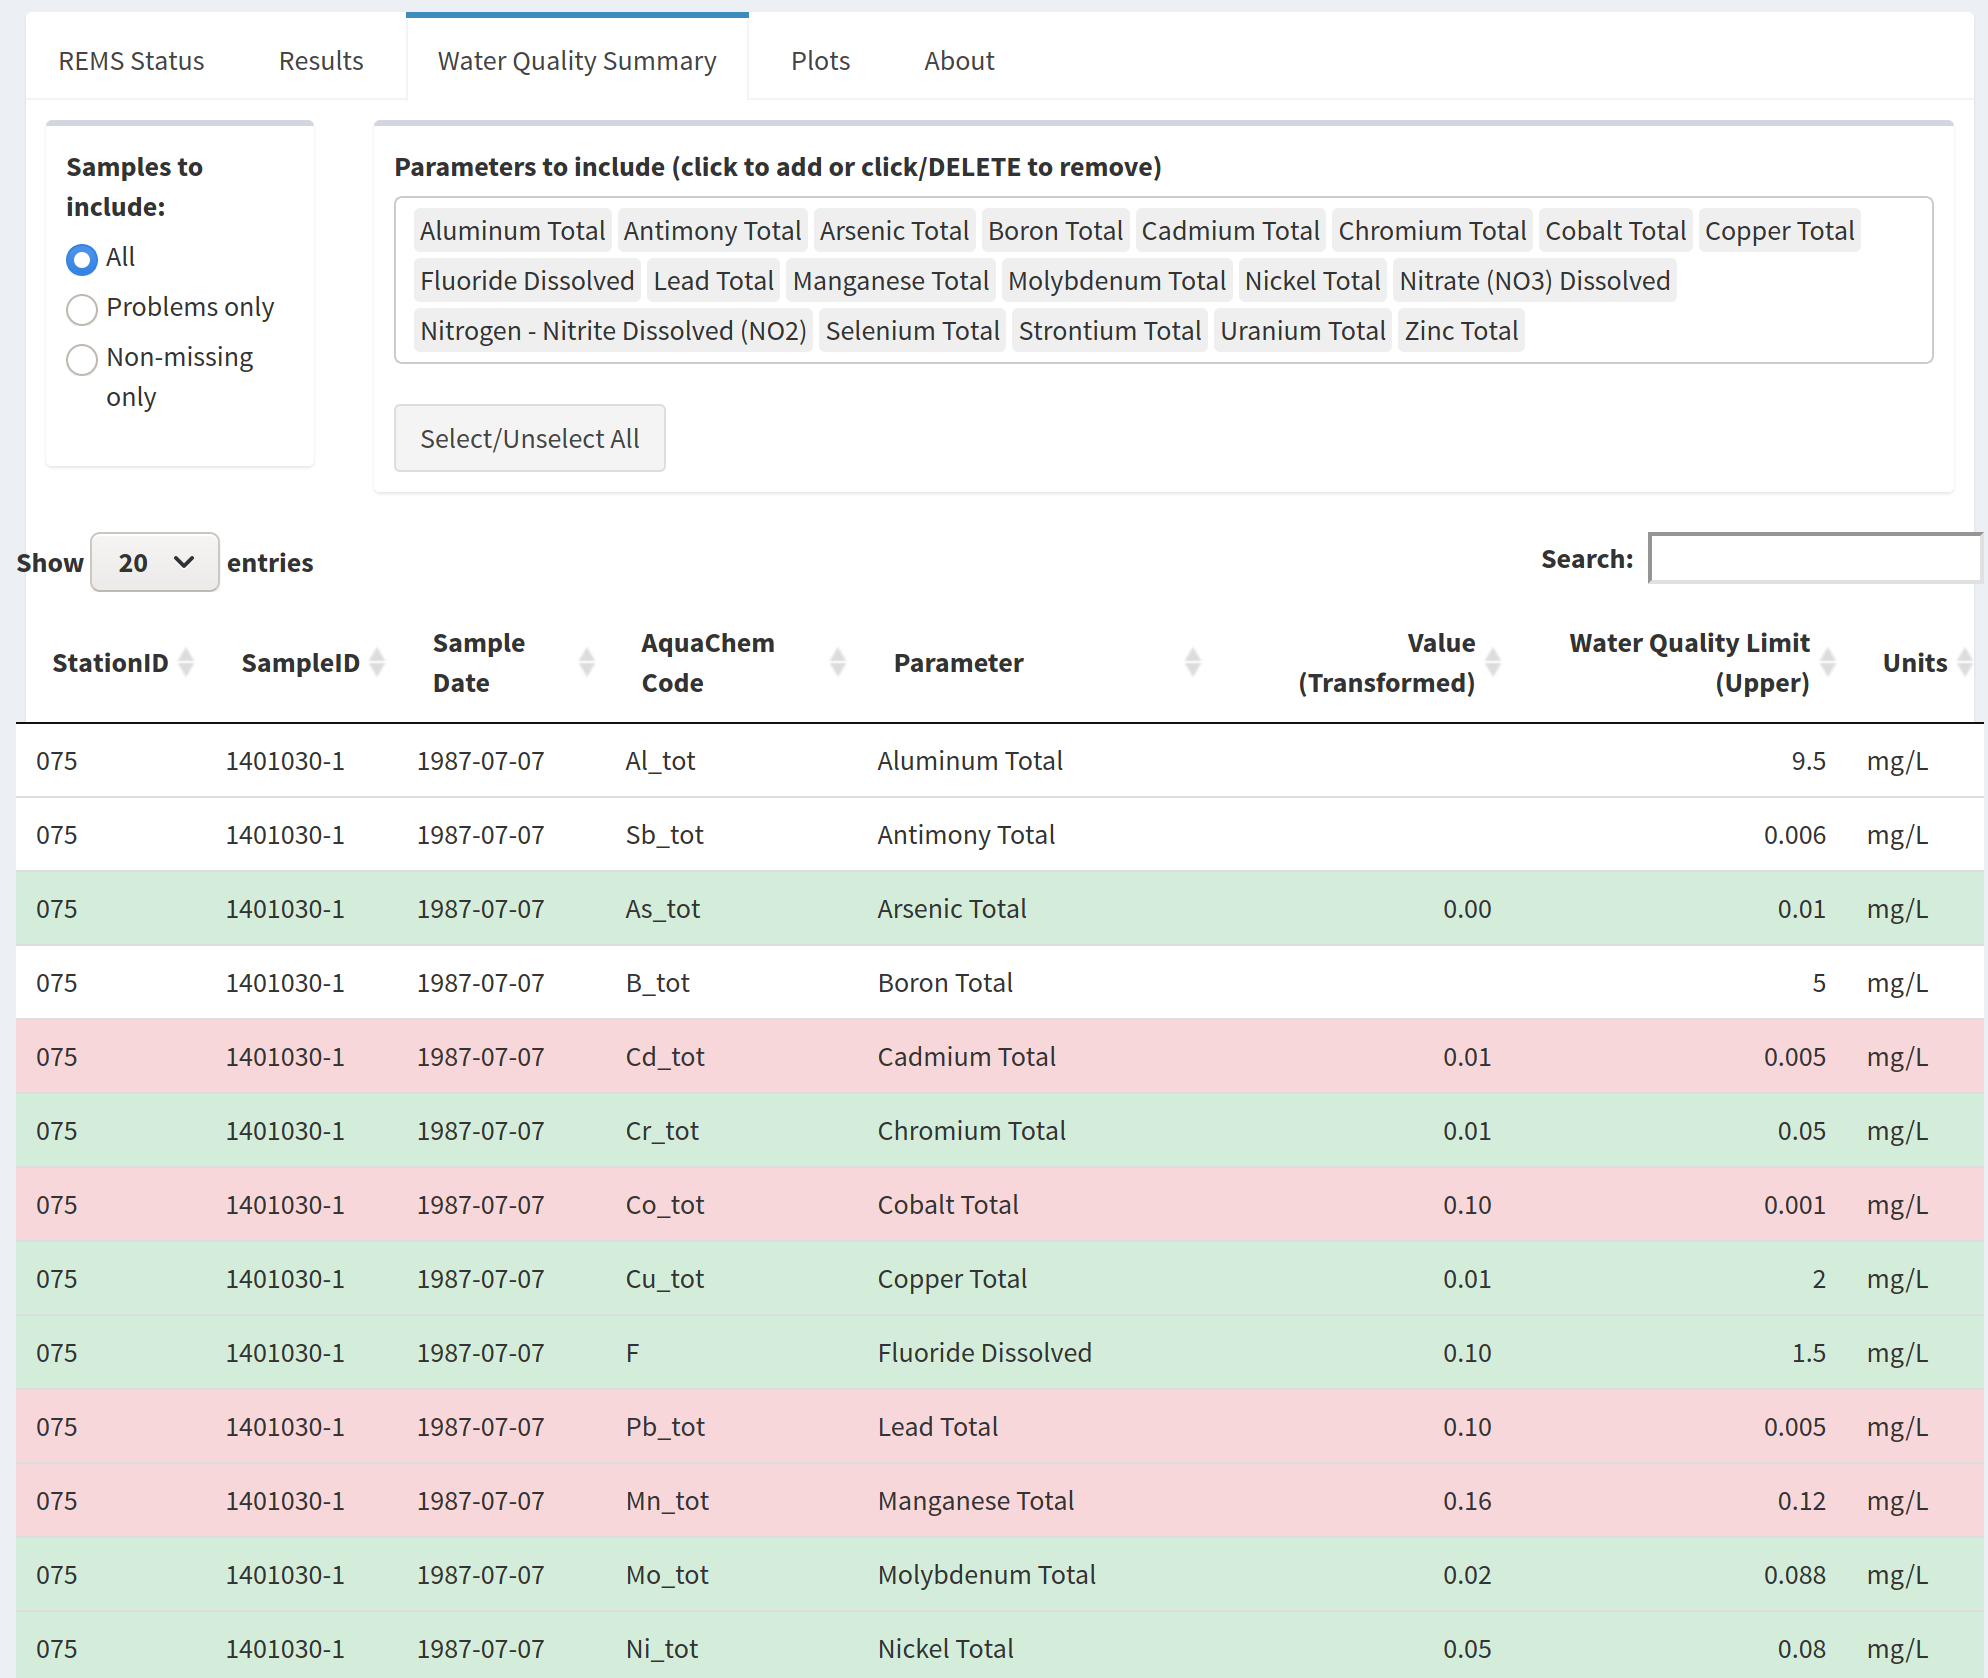 REMS Status Results Water Quality Summary Plots About
Samples to
include:
All
Problems only
Non-missing
only
Parameters to include (click to add or click/DELETE to remove)
Aluminum Total Antimony Total Arsenic Total Boron Total Cadmium Total Chromium Total Cobalt Total Copper Total
Fluoride Dissolved Lead Total Manganese Total Molybdenum Total Nickel Total Nitrate (NO3) Dissolved
Nitrogen - Nitrite Dissolved (NO2) Selenium Total Strontium Total Uranium Total Zinc Total
Select/Unselect All
Show 20 entries
Search:
StationID SampleID Sample Date AquaChem Code Parameter Value (Transformed) Water Quality Limit (Upper) Units
075 1401030-1 1987-07-07 Al_tot Aluminum Total 9.5 mg/L
075 1401030-1 1987-07-07 Sb_tot Antimony Total 0.006 mg/L
075 1401030-1 1987-07-07 As_tot Arsenic Total 0.00 0.01 mg/L
075 1401030-1 1987-07-07 B_tot Boron Total 5 mg/L
075 1401030-1 1987-07-07 Cd_tot Cadmium Total 0.01 0.005 mg/L
075 1401030-1 1987-07-07 Cr_tot Chromium Total 0.01 0.05 mg/L
075 1401030-1 1987-07-07 Co_tot Cobalt Total 0.10 0.001 mg/L
075 1401030-1 1987-07-07 Cu_tot Copper Total 0.01 2 mg/L
075 1401030-1 1987-07-07 F Fluoride Dissolved 0.10 1.5 mg/L
075 1401030-1 1987-07-07 Pb_tot Lead Total 0.10 0.005 mg/L
075 1401030-1 1987-07-07 Mn_tot Manganese Total 0.16 0.12 mg/L
075 1401030-1 1987-07-07 Mo_tot Molybdenum Total 0.02 0.088 mg/L
075 1401030-1 1987-07-07 Ni_tot Nickel Total 0.05 0.08 mg/L